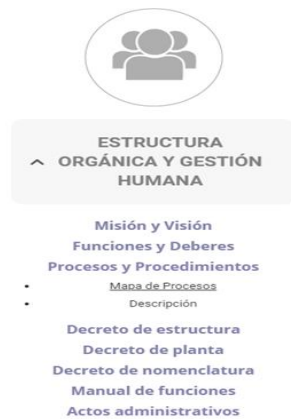 ESTRUCTURA
ORGÁNICA Y GESTIÓN
HUMANA
Misión y Visión
Funciones y Deberes
Procesos y Procedimientos
• Mapa de Procesos
• Descripción
Decreto de estructura
Decreto de planta
Decreto de nomenclatura
Manual de funciones
Actos administrativos